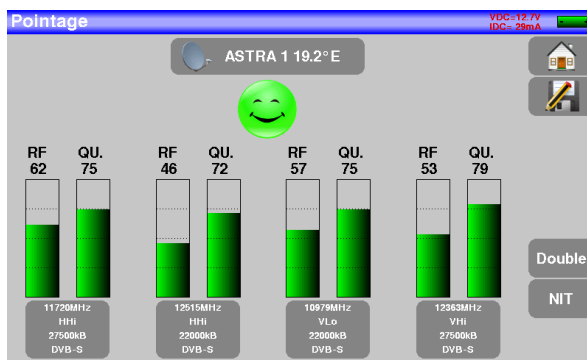 Pointage
VDC=12.7V
IDC= 29mA
ASTRA 1 19.2°E
RF QU. RF QU. RF QU. RF QU.
62 75 46 72 57 75 53 79
Double
NIT
11720MHz
HHi
27500kB
DVB-S
12515MHz
HHi
22000kB
DVB-S
10979MHz
VLo
22000kB
DVB-S
12363MHz
VHi
27500kB
DVB-S